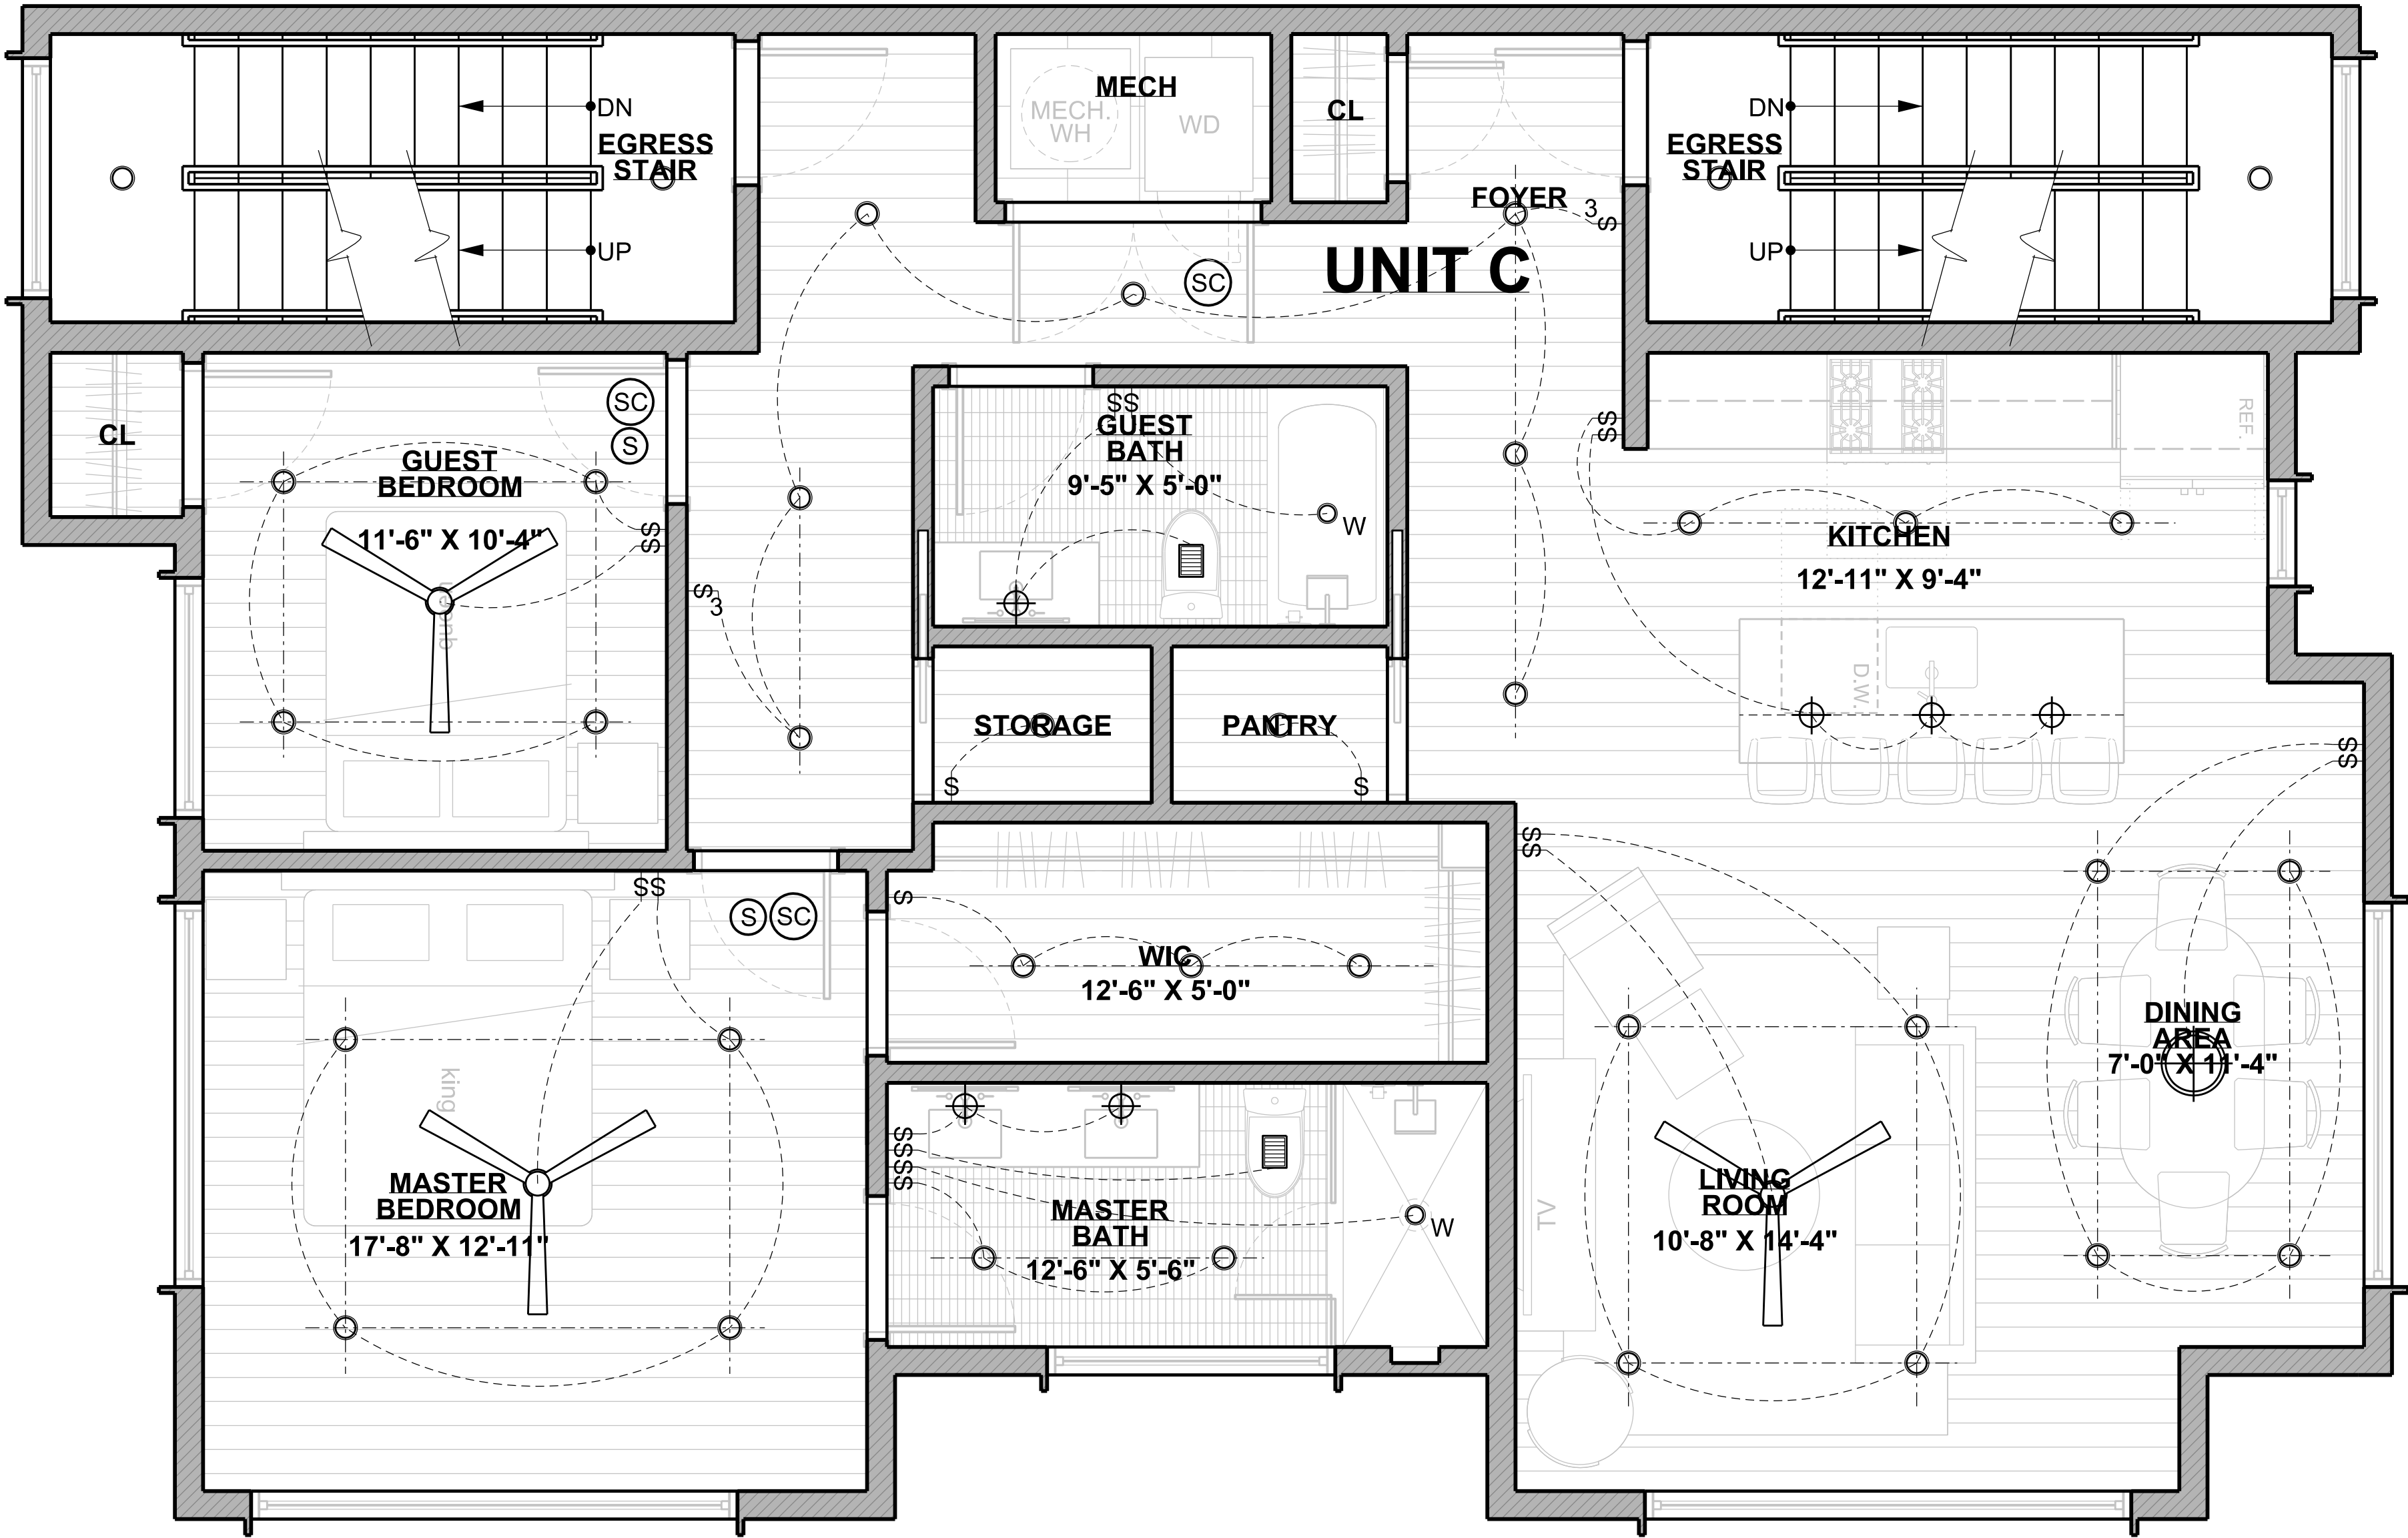 MECH
MECH.
WH
WD
CL
DN
EGRESS
STAIR
UP
DN
EGRESS
STAIR
UP
FOYER
3
S
UNIT C
SC
CL
SC
S
GUEST
BEDROOM
11'-6" X 10'-4"
queen
SS
S
3
SS
GUEST
BATH
9'-5" X 5'-0"
W
SS
REF.
KITCHEN
12'-11" X 9'-4"
D.W.
STORAGE
S
PANTRY
S
SS
SS
SS
S
SC
S
WIC
12'-6" X 5'-0"
king
MASTER
BEDROOM
17'-8" X 12'-11"
SSSS
MASTER
BATH
12'-6" X 5'-6"
W
TV
LIVING
ROOM
10'-8" X 14'-4"
DINING
AREA
7'-0" X 11'-4"